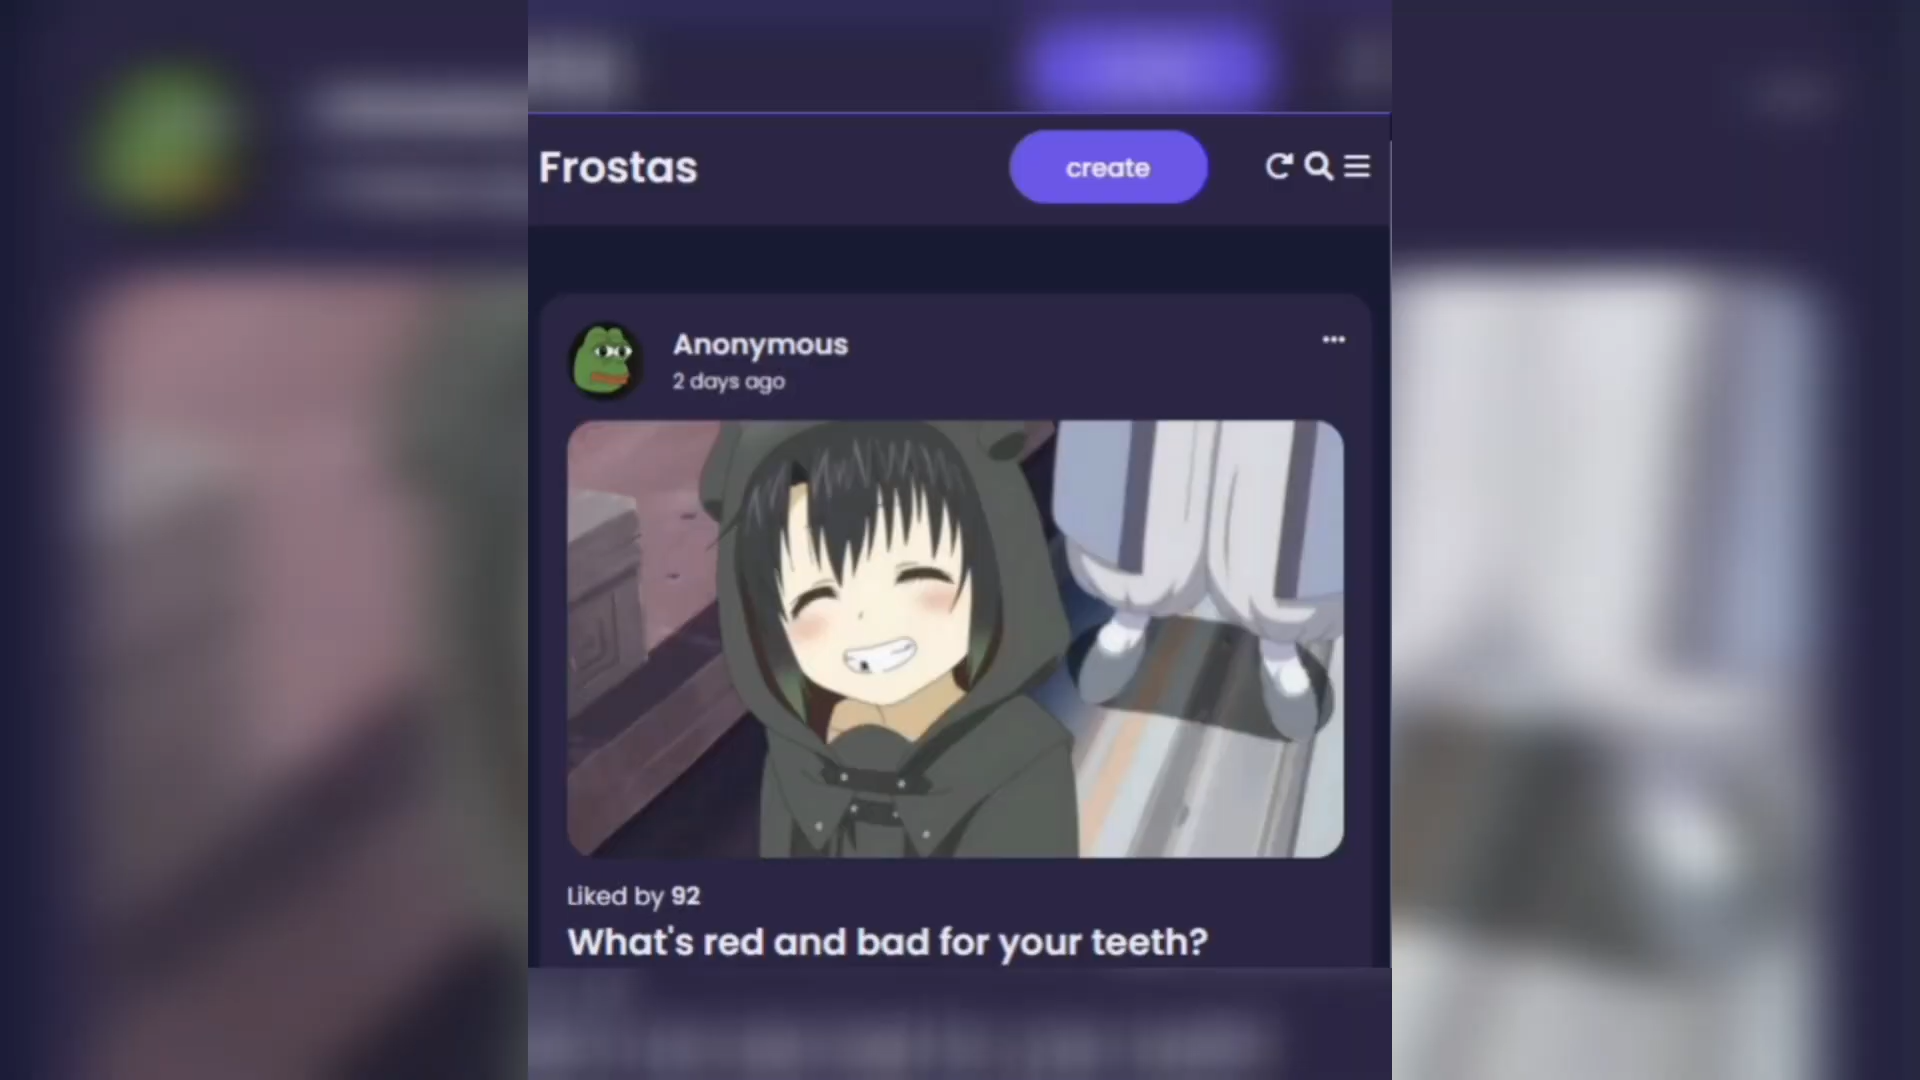 Frostas
create
Anonymous
2 days ago
Liked by 92
What's red and bad for your teeth?